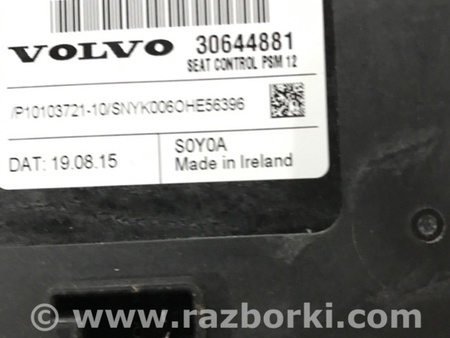 VOLVO 30644881
SEAT CONTROL PSM 12
/P10103721-10/SNYK006OHE56396
S0Y0A
DAT: 19.08.15 Made in Ireland
© www.razborki.com